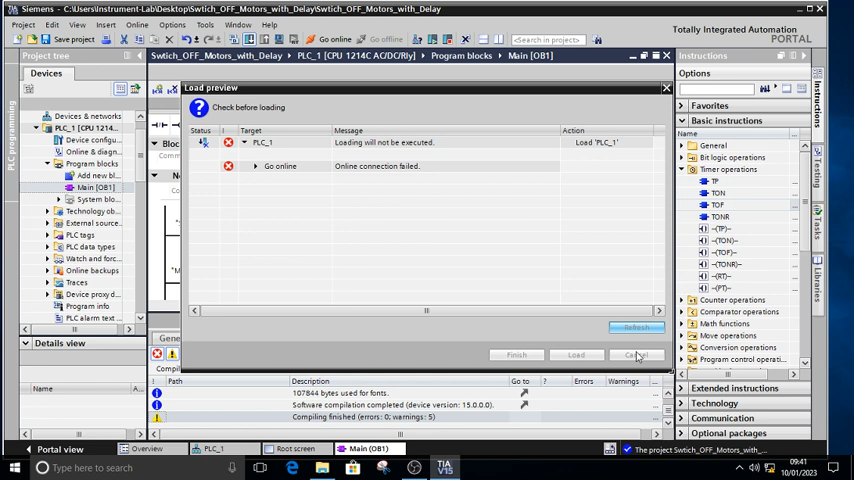 Siemens - C:\Users\Instrument-Lab\Desktop\Swtich_OFF_Motors_with_Delay\Swtich_OFF_Motors_with_Delay
Project Edit View Insert Online Options Tools Window Help
Totally Integrated Automation
PORTAL
Save project Go online Go offline <Search in project>
Project tree
Swtich_OFF_Motors_with_Delay PLC_1 [CPU 1214C AC/DC/Rly] Program blocks Main [OB1]
Instructions
Devices
Options
PLC programming
Devices & networks
PLC_1 [CPU 1214...
Device configu...
Online & diagn...
Program blocks
Add new bl...
Main [OB1]
System blo...
Technology ob...
External source...
PLC tags
PLC data types
Watch and forc...
Online backups
Traces
Device proxy d...
Program info
PLC alarm text ...
Details view
Name
Load preview
Check before loading
Status ! Target Message Action
PLC_1 Loading will not be executed. Load 'PLC_1'
Go online Online connection failed.
Refresh
Finish Load Cancel
! Path Description Go to ? Errors Warnings ...
107844 bytes used for fonts.
Software compilation completed (device version: 15.0.0.0).
Compiling finished (errors: 0; warnings: 5)
Favorites
Basic instructions
Name
General
Bit logic operations
Timer operations
TP
TON
TOF
TONR
–(TP)–
–(TON)–
–(TOF)–
–(TONR)–
–(RT)–
–(PT)–
Counter operations
Comparator operations
Math functions
Move operations
Conversion operations
Program control operati...
Extended instructions
Technology
Communication
Optional packages
Instructions
Testing
Tasks
Libraries
Portal view Overview PLC_1 Root screen Main (OB1) The project Swtich_OFF_Motors_with_...
Type here to search
TIA
V15
09:41
10/01/2023